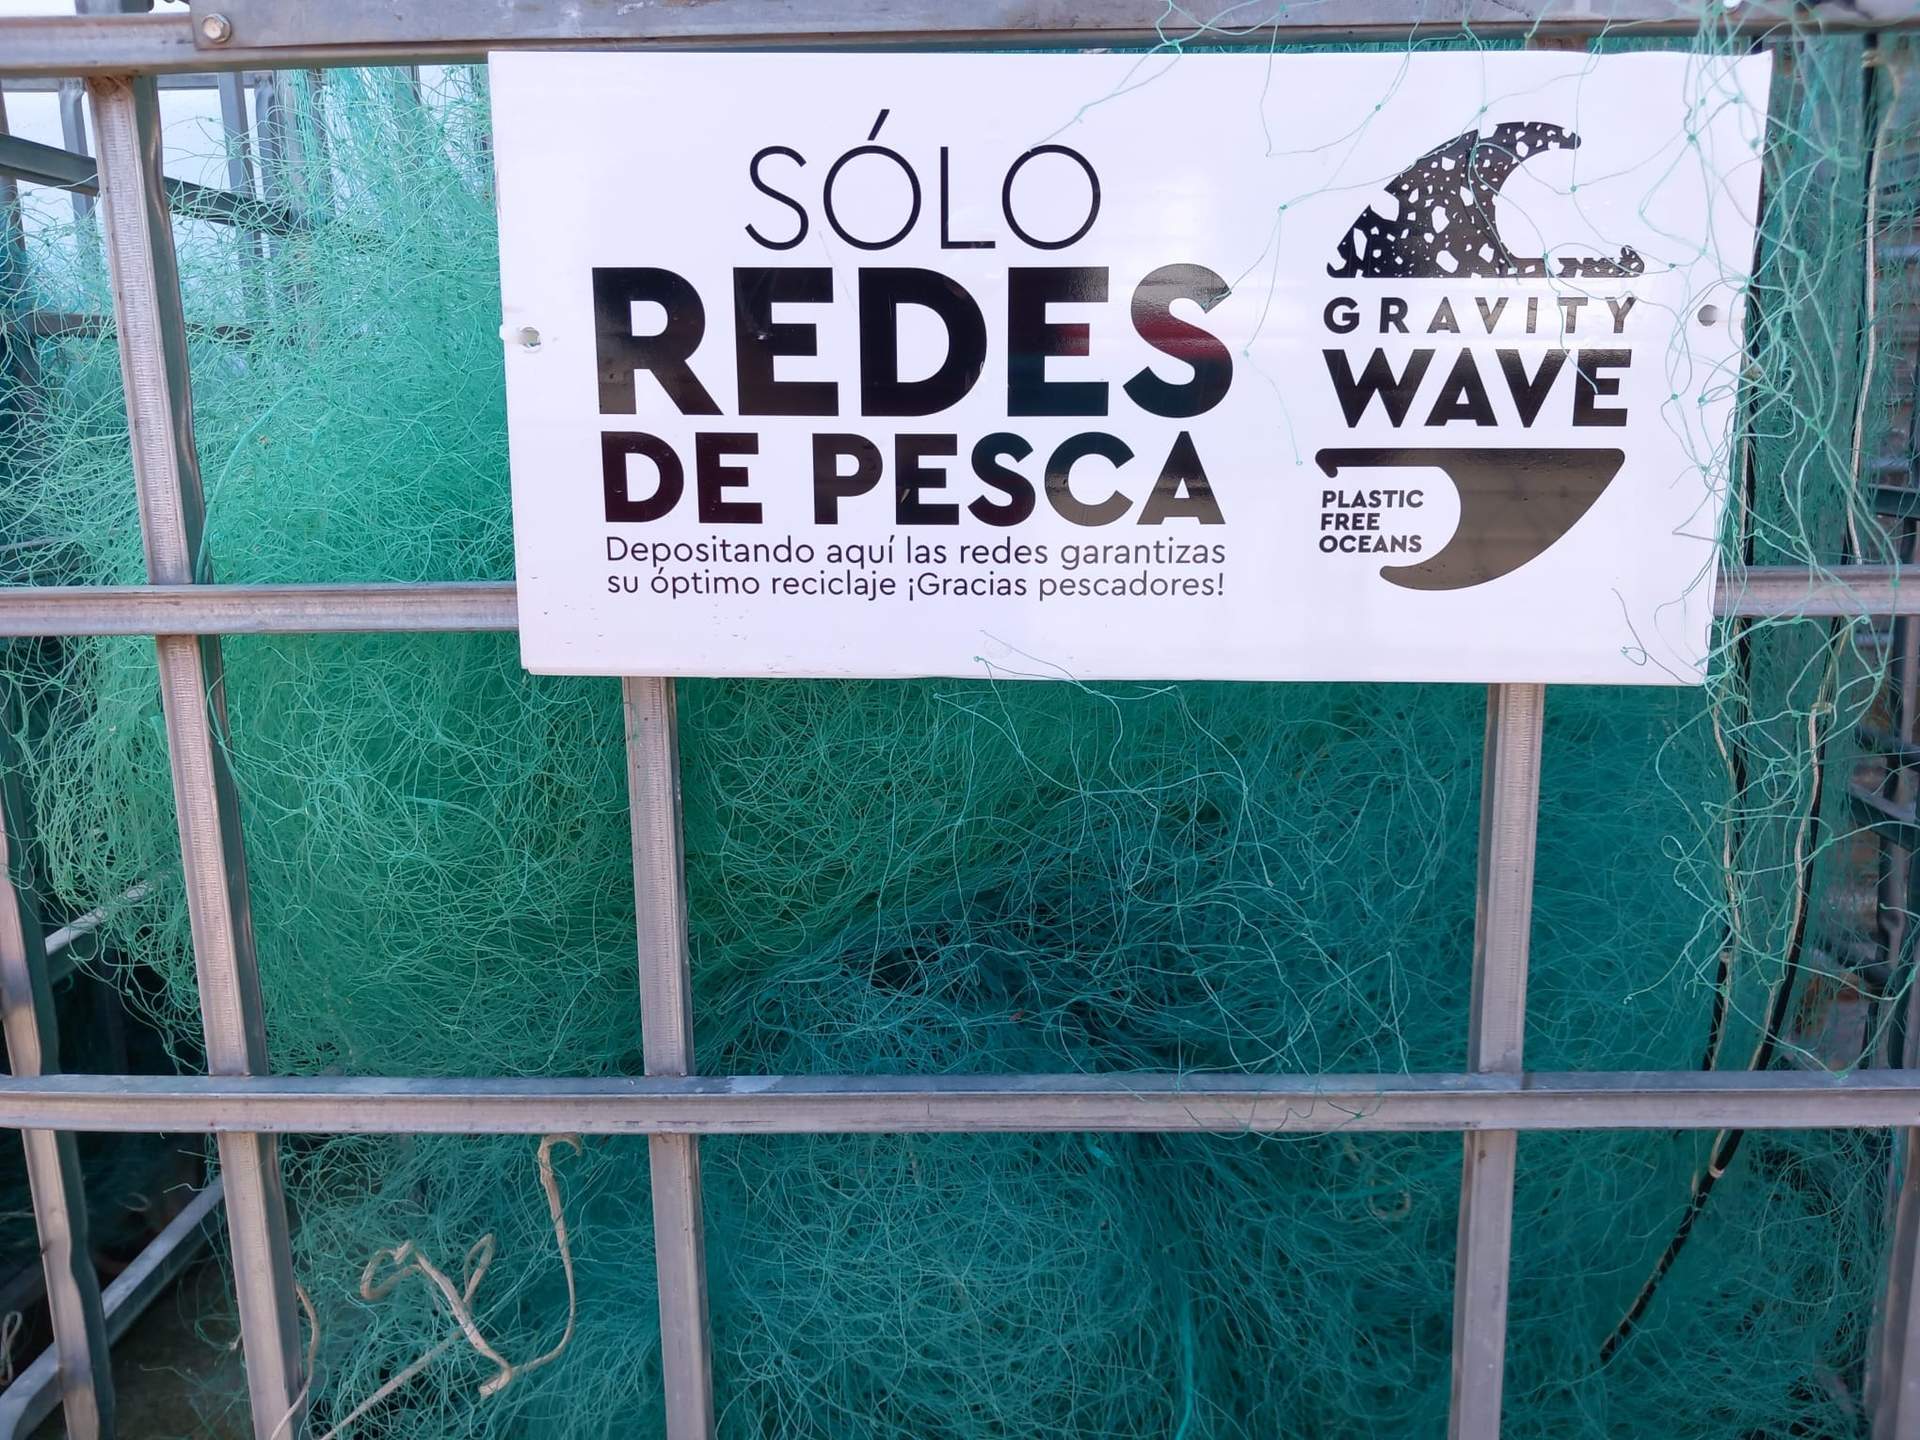 SÓLO
REDES
DE PESCA
Depositando aquí las redes garantizas
su óptimo reciclaje ¡Gracias pescadores!
GRAVITY
WAVE
PLASTIC
FREE
OCEANS